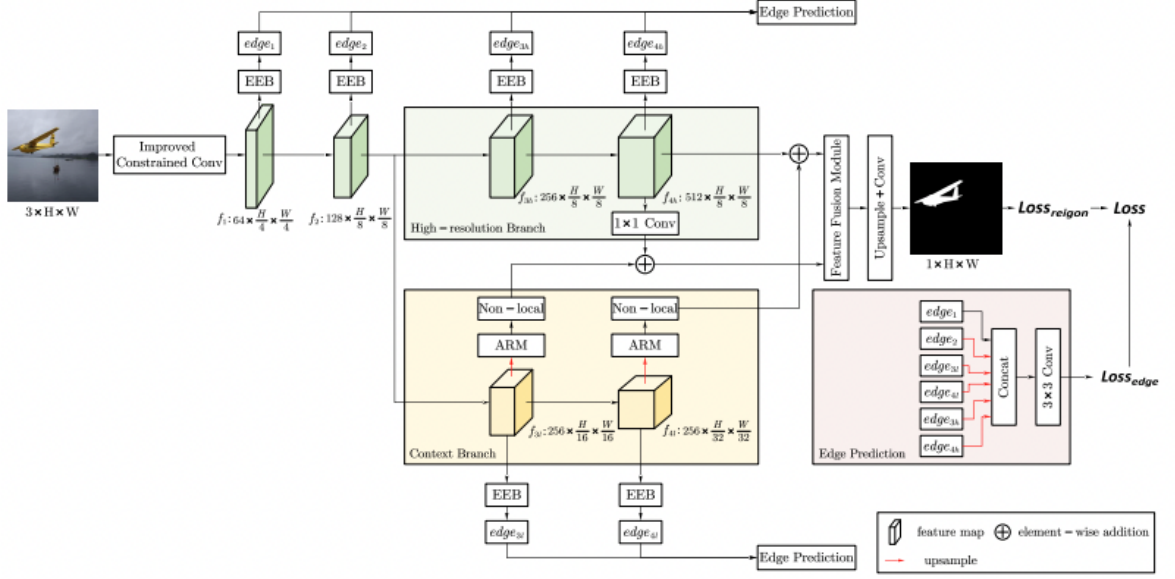 Edge Prediction
edge₁
edge₂
edge₃ₕ
edge₄ₕ
EEB
EEB
EEB
EEB
Improved
Constrained Conv
3×H×W
f₁:64×H/4×W/4
f₂:128×H/8×W/8
f₃ₕ:256×H/8×W/8
f₄ₕ:512×H/8×W/8
1×1 Conv
High-resolution Branch
Feature Fusion Module
Upsample+Conv
1×H×W
Loss_reigon
Loss
Non-local
Non-local
ARM
ARM
f₃ₗ:256×H/16×W/16
f₄ₗ:256×H/32×W/32
Context Branch
EEB
EEB
edge₃ₗ
edge₄ₗ
Edge Prediction
edge₁
edge₂
edge₃ₗ
edge₄ₗ
edge₃ₕ
edge₄ₕ
Concat
3×3 Conv
Loss_edge
Edge Prediction
feature map
element-wise addition
upsample